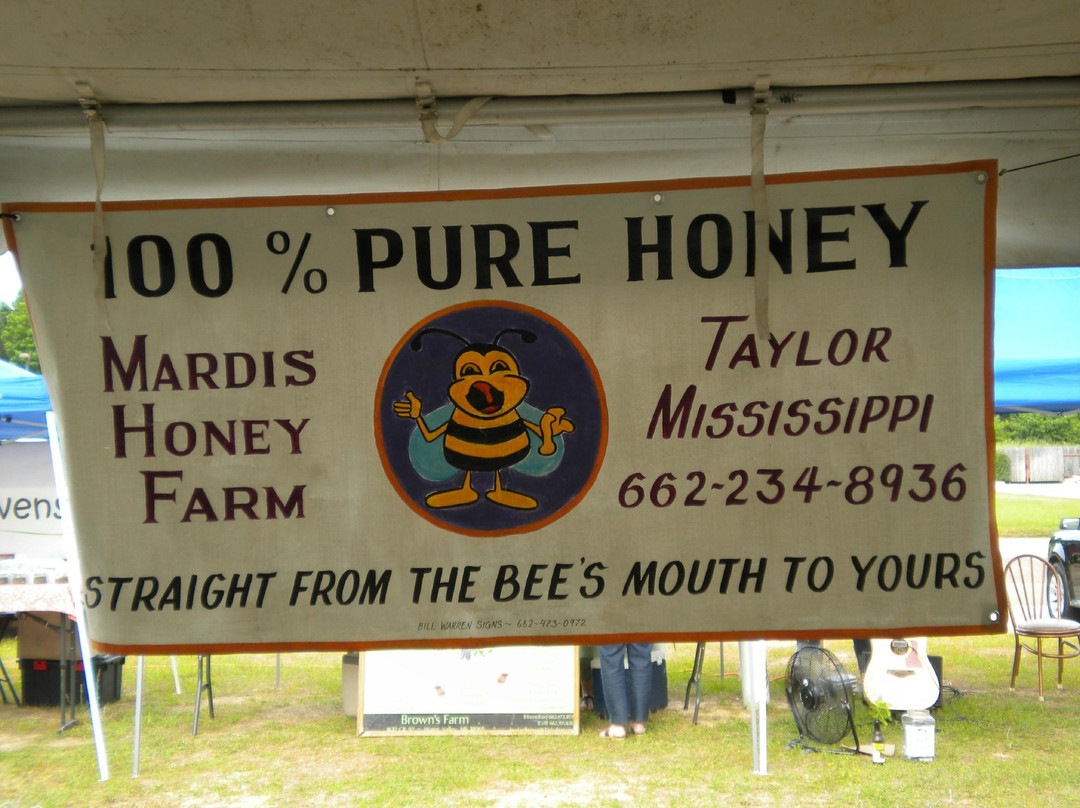 100 % PURE HONEY
MARDIS
HONEY
FARM
TAYLOR
MISSISSIPPI
662-234-8936
STRAIGHT FROM THE BEE'S MOUTH TO YOURS
BILL WARREN SIGNS ~ 662-473-0972
vens
Brown's Farm